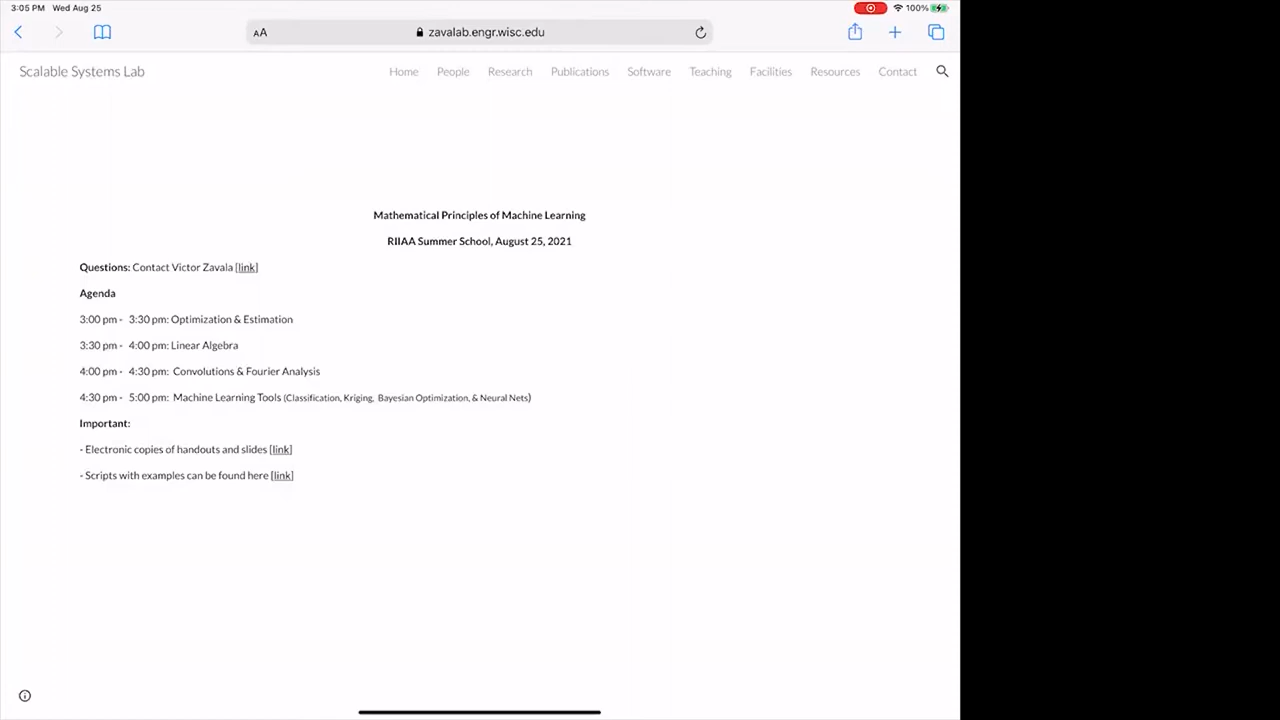 3:05 PM Wed Aug 25
100%
AA zavalab.engr.wisc.edu
Scalable Systems Lab Home People Research Publications Software Teaching Facilities Resources Contact
Mathematical Principles of Machine Learning
RIIAA Summer School, August 25, 2021
Questions: Contact Victor Zavala [link]
Agenda
3:00 pm - 3:30 pm: Optimization & Estimation
3:30 pm - 4:00 pm: Linear Algebra
4:00 pm - 4:30 pm: Convolutions & Fourier Analysis
4:30 pm - 5:00 pm: Machine Learning Tools (Classification, Kriging, Bayesian Optimization, & Neural Nets)
Important:
- Electronic copies of handouts and slides [link]
- Scripts with examples can be found here [link]